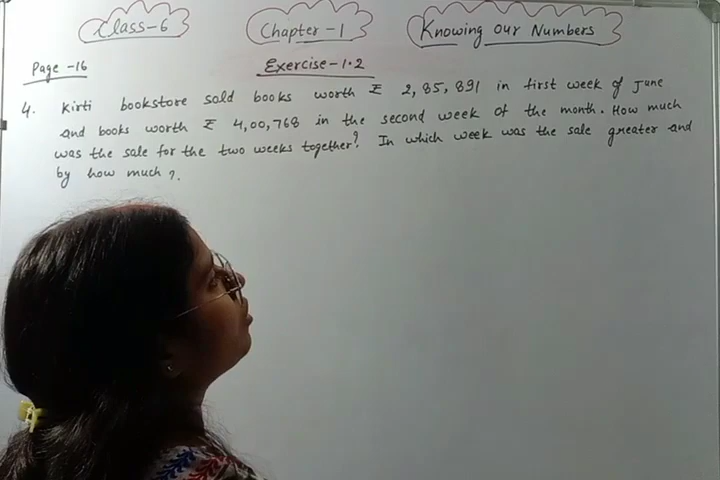 Class-6 Chapter-1 Knowing Our Numbers
Page-16 Exercise-1.2
4. Kirti bookstore sold books worth ₹ 2,85,891 in first week of June
and books worth ₹ 4,00,768 in the second week of the month. How much
was the sale for the two weeks together? In which week was the sale greater and
by how much?.